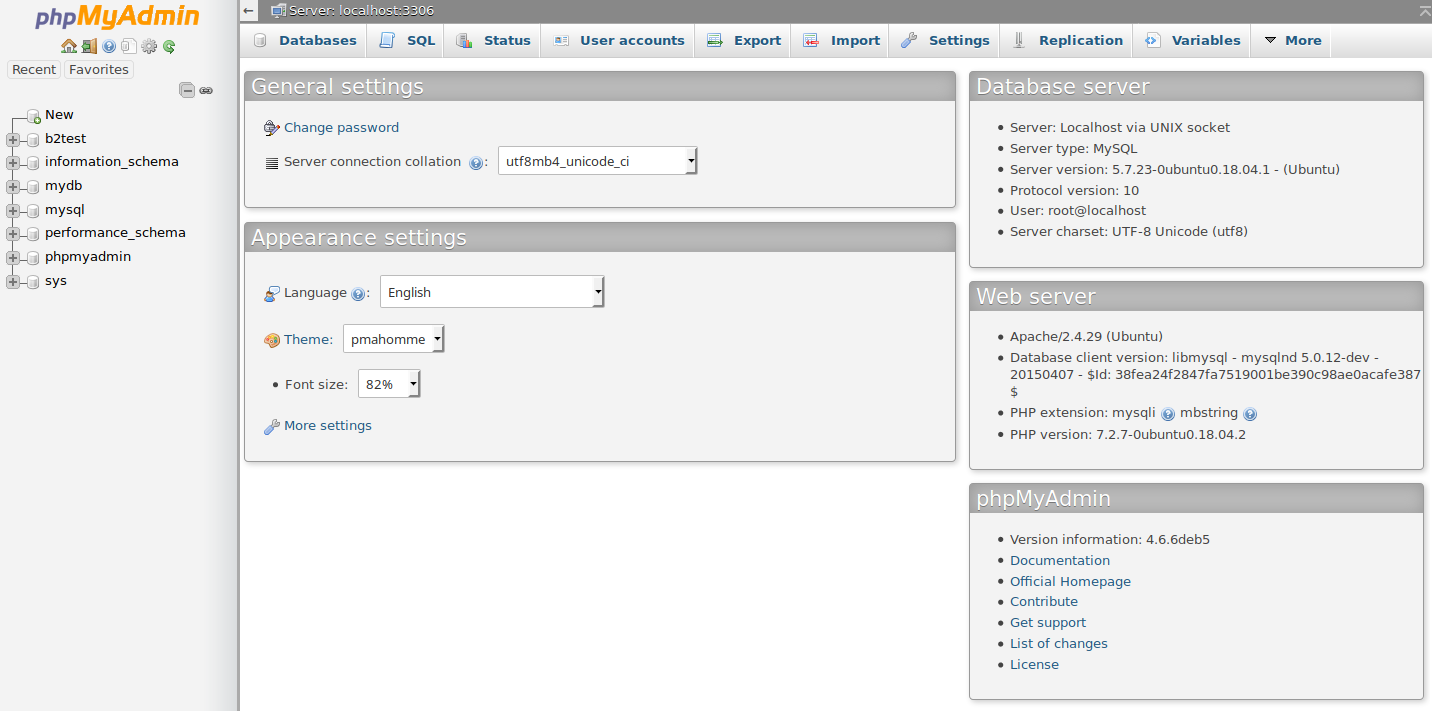 phpMyAdmin
Recent Favorites
New
b2test
information_schema
mydb
mysql
performance_schema
phpmyadmin
sys
Server: localhost:3306
Databases SQL Status User accounts Export Import Settings Replication Variables More
General settings
Change password
Server connection collation : utf8mb4_unicode_ci
Appearance settings
Language : English
Theme: pmahomme
• Font size: 82%
More settings
Database server
• Server: Localhost via UNIX socket
• Server type: MySQL
• Server version: 5.7.23-0ubuntu0.18.04.1 - (Ubuntu)
• Protocol version: 10
• User: root@localhost
• Server charset: UTF-8 Unicode (utf8)
Web server
• Apache/2.4.29 (Ubuntu)
• Database client version: libmysql - mysqlnd 5.0.12-dev -
20150407 - $Id: 38fea24f2847fa7519001be390c98ae0acafe387
$
• PHP extension: mysqli mbstring
• PHP version: 7.2.7-0ubuntu0.18.04.2
phpMyAdmin
• Version information: 4.6.6deb5
• Documentation
• Official Homepage
• Contribute
• Get support
• List of changes
• License